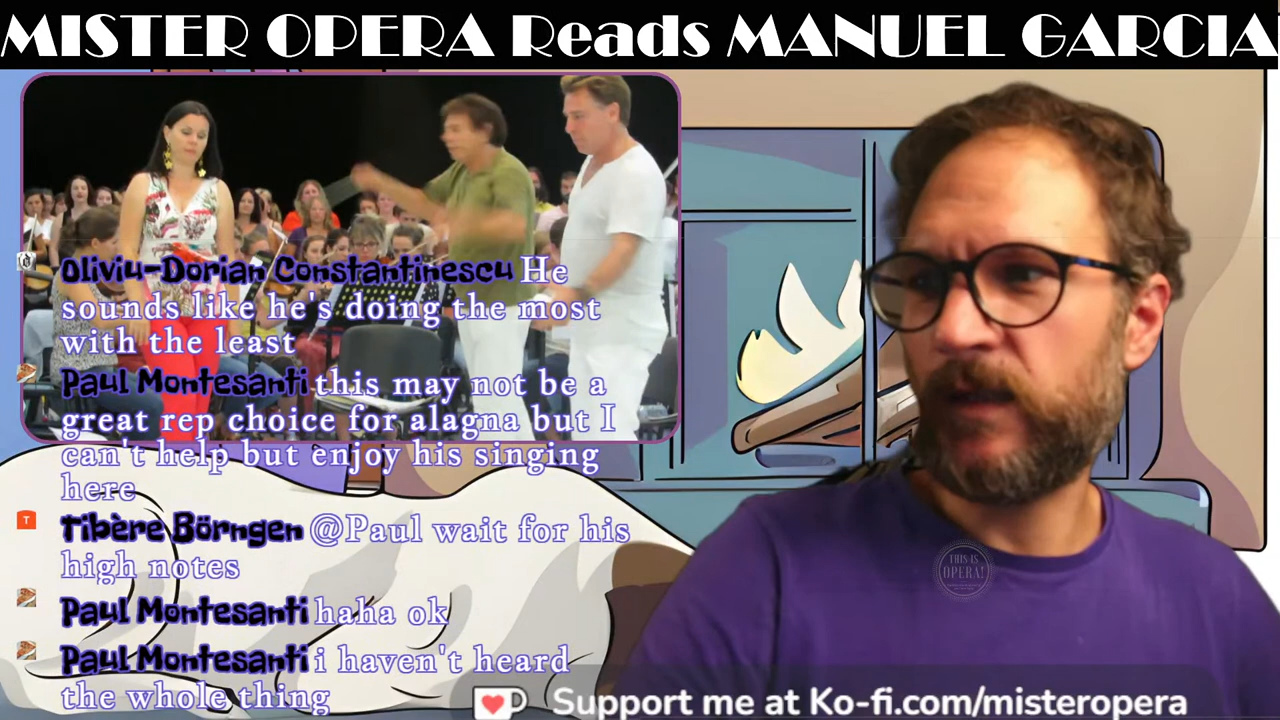 MISTER OPERA Reads MANUEL GARCIA
Oliviu-Dorian Constantinescu He
sounds like he's doing the most
with the least
Paul Montesanti this may not be a
great rep choice for alagna but I
can't help but enjoy his singing
here
T
Tibère Börngen @Paul wait for his
high notes
Paul Montesanti haha ok
Paul Montesanti i haven't heard
the whole thing
THIS IS
OPERA!
Support me at Ko-fi.com/misteropera